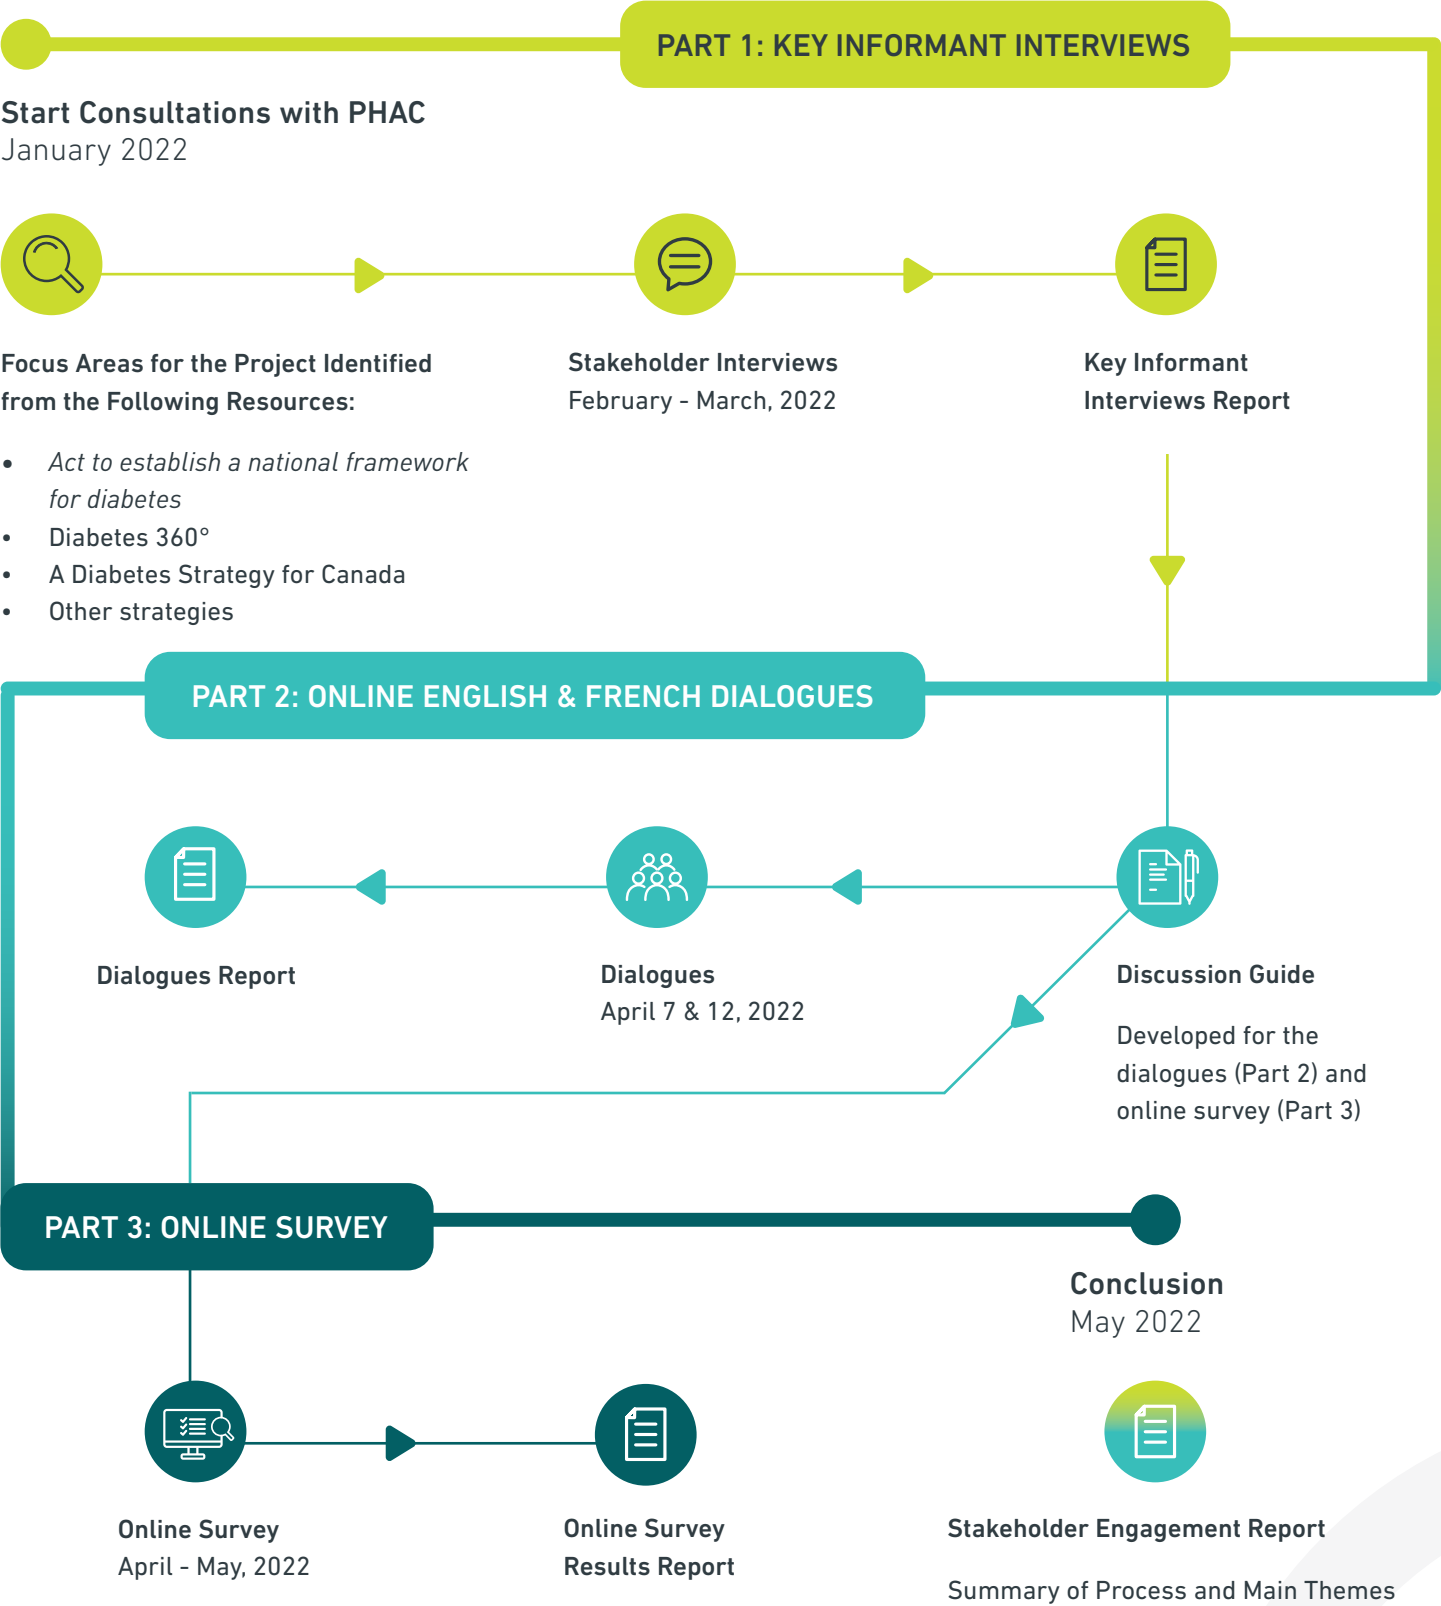 PART 1: KEY INFORMANT INTERVIEWS
Start Consultations with PHAC
January 2022
Focus Areas for the Project Identified
from the Following Resources:
• Act to establish a national framework
for diabetes
• Diabetes 360°
• A Diabetes Strategy for Canada
• Other strategies
Stakeholder Interviews
February - March, 2022
Key Informant
Interviews Report
PART 2: ONLINE ENGLISH & FRENCH DIALOGUES
Dialogues Report
Dialogues
April 7 & 12, 2022
Discussion Guide
Developed for the
dialogues (Part 2) and
online survey (Part 3)
PART 3: ONLINE SURVEY
Conclusion
May 2022
Online Survey
April - May, 2022
Online Survey
Results Report
Stakeholder Engagement Report
Summary of Process and Main Themes